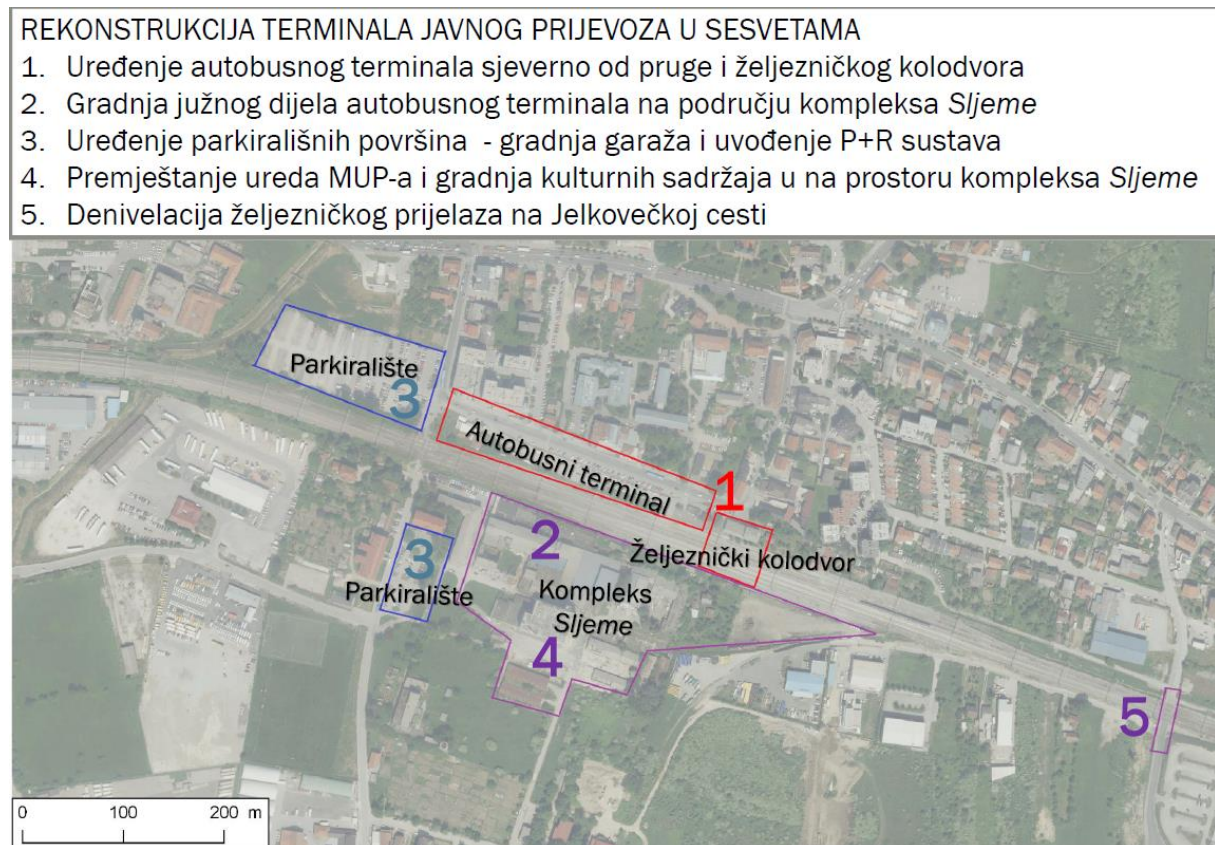 REKONSTRUKCIJA TERMINALA JAVNOG PRIJEVOZA U SESVETAMA
1. Uređenje autobusnog terminala sjeverno od pruge i željezničkog kolodvora
2. Gradnja južnog dijela autobusnog terminala na području kompleksa Sljeme
3. Uređenje parkirališnih površina - gradnja garaža i uvođenje P+R sustava
4. Premještanje ureda MUP-a i gradnja kulturnih sadržaja u na prostoru kompleksa Sljeme
5. Denivelacija željezničkog prijelaza na Jelkovečkoj cesti
Parkiralište
3
Autobusni terminal
1
2
Željeznički kolodvor
3
Parkiralište
Kompleks
Sljeme
4
5
0 100 200 m